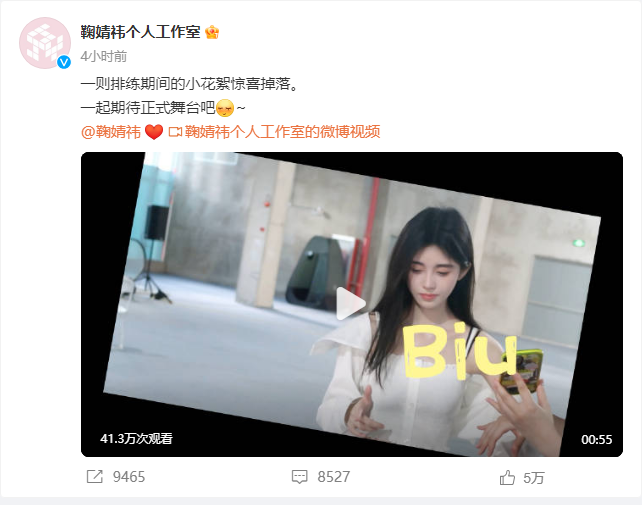 鞠婧祎个人工作室
4小时前
一则排练期间的小花絮惊喜掉落。
一起期待正式舞台吧~
@鞠婧祎 鞠婧祎个人工作室的微博视频
Biu
41.3万次观看 00:55
9465 8527 5万